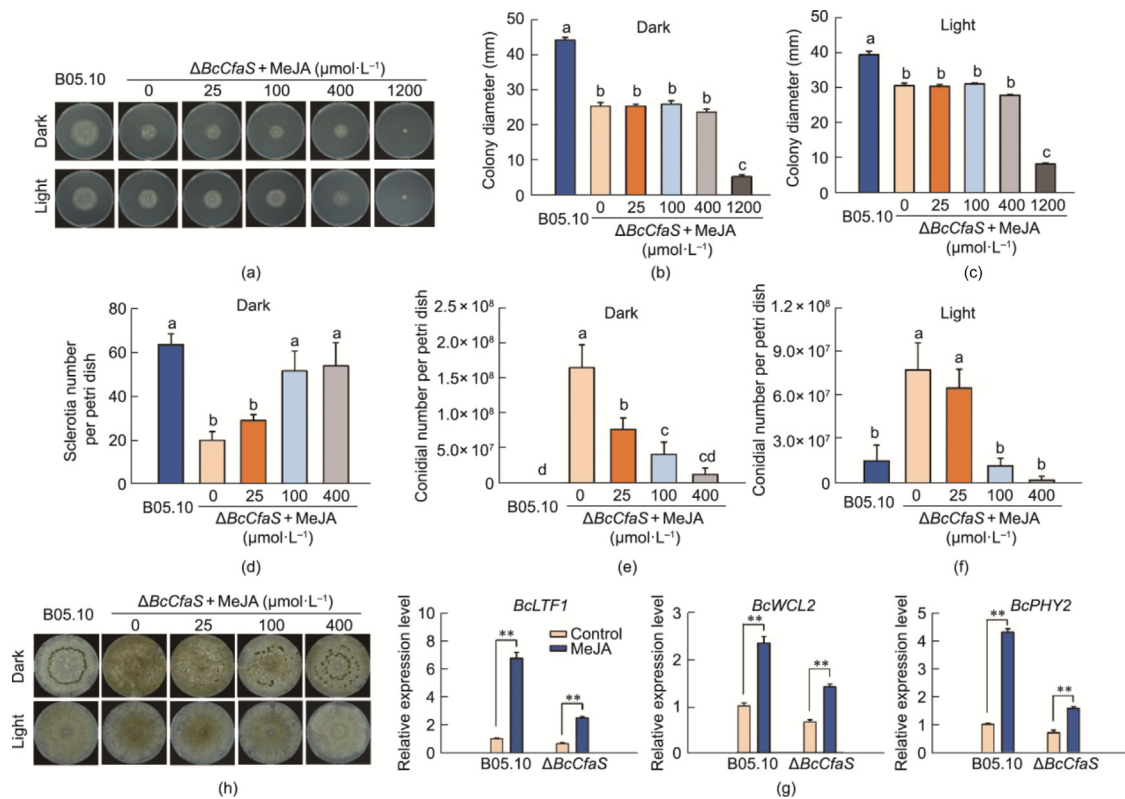 ΔBcCfaS + MeJA (μmol·L⁻¹)
B05.10 0 25 100 400 1200
Dark
Light
(a)
Dark
Colony diameter (mm)
50
40
30
20
10
0
a
b
b
b
b
c
B05.10
0 25 100 400 1200
ΔBcCfaS + MeJA
(μmol·L⁻¹)
(b)
Light
Colony diameter (mm)
50
40
30
20
10
0
a
b
b
b
b
c
B05.10
0 25 100 400 1200
ΔBcCfaS + MeJA
(μmol·L⁻¹)
(c)
Dark
Sclerotia number
per petri dish
80
60
40
20
0
a
b
b
a
a
B05.10
0 25 100 400
ΔBcCfaS + MeJA
(μmol·L⁻¹)
(d)
Dark
Conidial number per petri dish
2.5 × 10⁸
2.0 × 10⁸
1.5 × 10⁸
1.0 × 10⁸
5.0 × 10⁷
0
d
a
b
c
cd
B05.10
0 25 100 400
ΔBcCfaS + MeJA
(μmol·L⁻¹)
(e)
Light
Conidial number per petri dish
1.2 × 10⁸
9.0 × 10⁷
6.0 × 10⁷
3.0 × 10⁷
0
b
a
a
b
b
B05.10
0 25 100 400
ΔBcCfaS + MeJA
(μmol·L⁻¹)
(f)
ΔBcCfaS + MeJA (μmol·L⁻¹)
B05.10 0 25 100 400
Dark
Light
(h)
BcLTF1
Relative expression level
10
8
6
4
2
0
**
**
Control
MeJA
B05.10 ΔBcCfaS
BcWCL2
Relative expression level
3
2
1
0
**
**
B05.10 ΔBcCfaS
BcPHY2
Relative expression level
5
4
3
2
1
0
**
**
B05.10 ΔBcCfaS
(g)